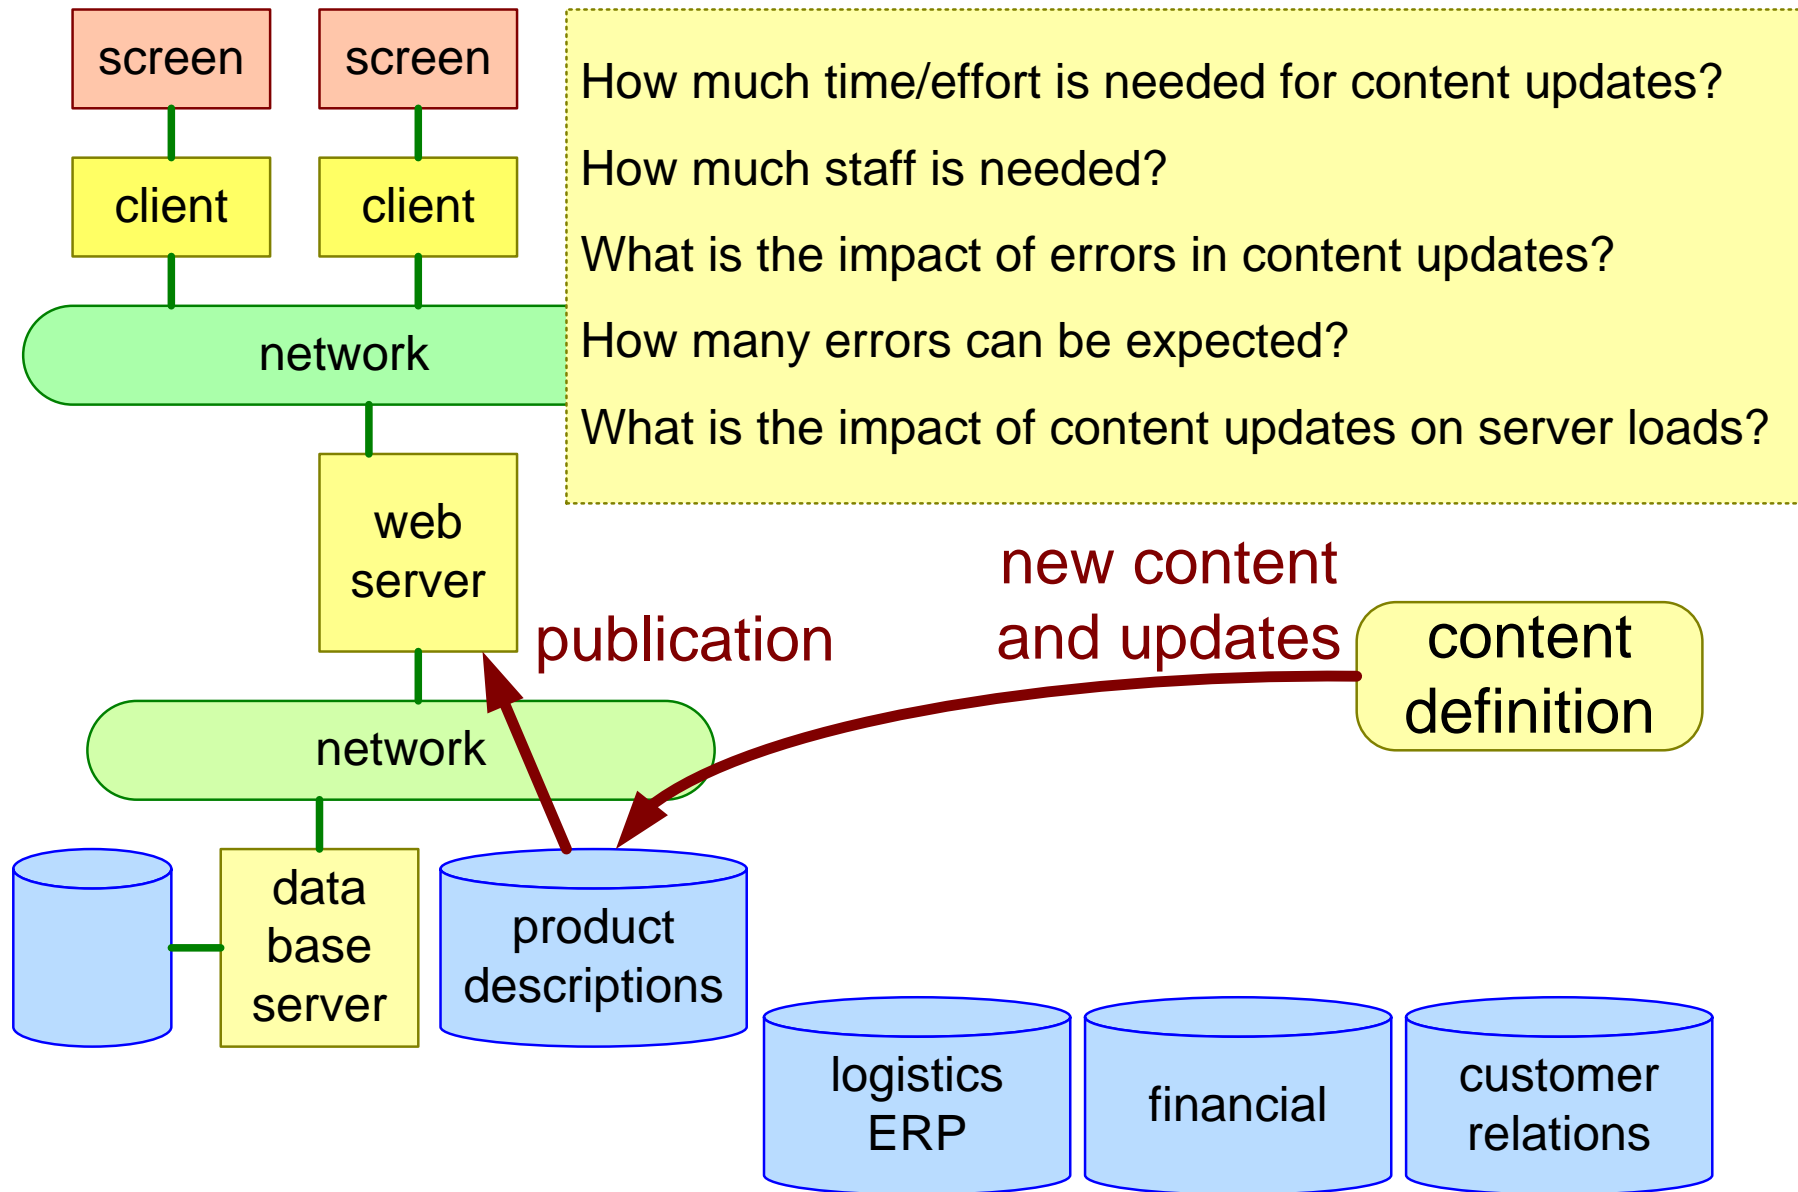 screen
screen
How much time/effort is needed for content updates?
How much staff is needed?
client
client
What is the impact of errors in content updates?
network
How many errors can be expected?
What is the impact of content updates on server loads?
web
server
new content
and updates
publication
content
definition
network
data
base
server
product
descriptions
logistics
ERP
financial
customer
relations